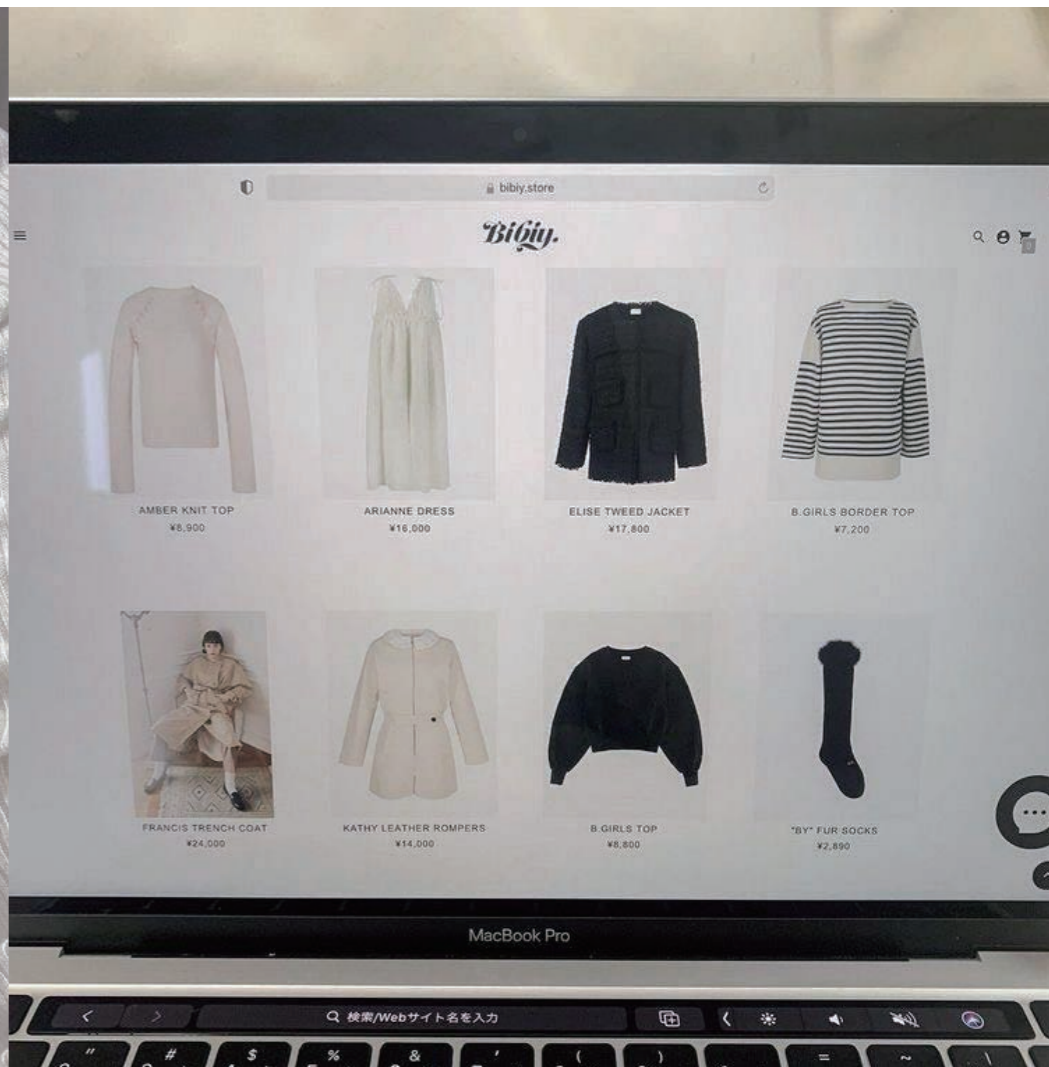 bibiy.store
Bibiy.
0
AMBER KNIT TOP
¥8,900
ARIANNE DRESS
¥16,000
ELISE TWEED JACKET
¥17,800
B.GIRLS BORDER TOP
¥7,200
FRANCIS TRENCH COAT
¥24,000
KATHY LEATHER ROMPERS
¥14,000
B.GIRLS TOP
¥8,800
"BY" FUR SOCKS
¥2,890
MacBook Pro
検索/Webサイト名を入力
" # $ % & ' ( ) = ~ |